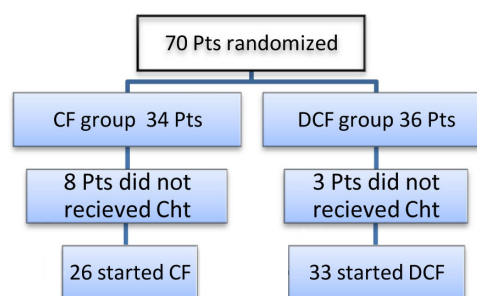 70 Pts randomized
CF group 34 Pts
DCF group 36 Pts
8 Pts did not
recieved Cht
3 Pts did not
recieved Cht
26 started CF
33 started DCF